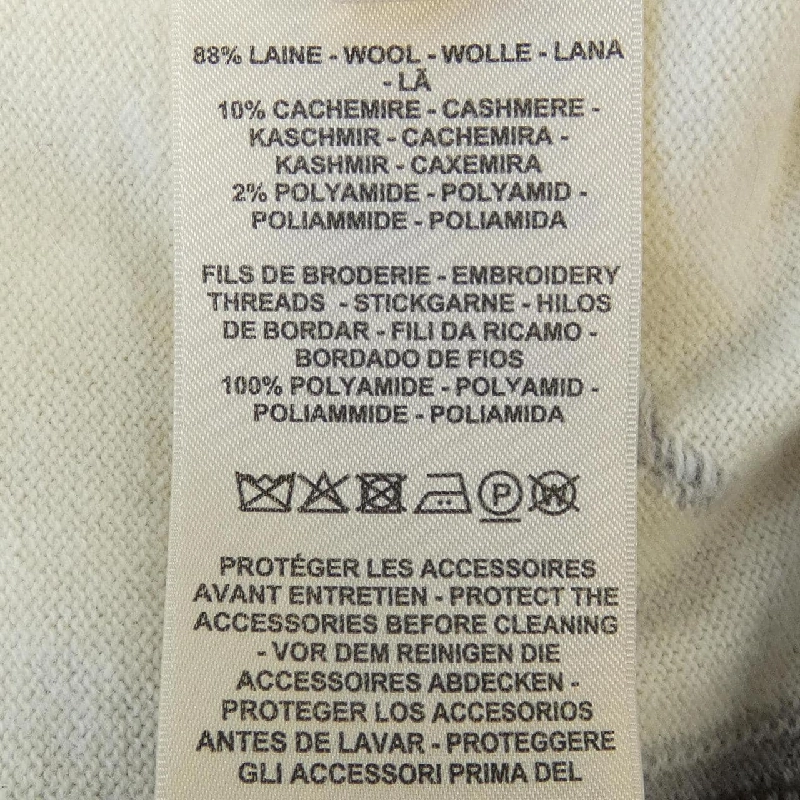 88% LAINE - WOOL - WOLLE - LANA
- LÃ
10% CACHEMIRE - CASHMERE -
KASCHMIR - CACHEMIRA -
KASHMIR - CAXEMIRA
2% POLYAMIDE - POLYAMID -
POLIAMMIDE - POLIAMIDA
FILS DE BRODERIE - EMBROIDERY
THREADS - STICKGARNE - HILOS
DE BORDAR - FILI DA RICAMO -
BORDADO DE FIOS
100% POLYAMIDE - POLYAMID -
POLIAMMIDE - POLIAMIDA
P W
PROTÉGER LES ACCESSOIRES
AVANT ENTRETIEN - PROTECT THE
ACCESSORIES BEFORE CLEANING
- VOR DEM REINIGEN DIE
ACCESSOIRES ABDECKEN -
PROTEGER LOS ACCESORIOS
ANTES DE LAVAR - PROTEGGERE
GLI ACCESSORI PRIMA DEL